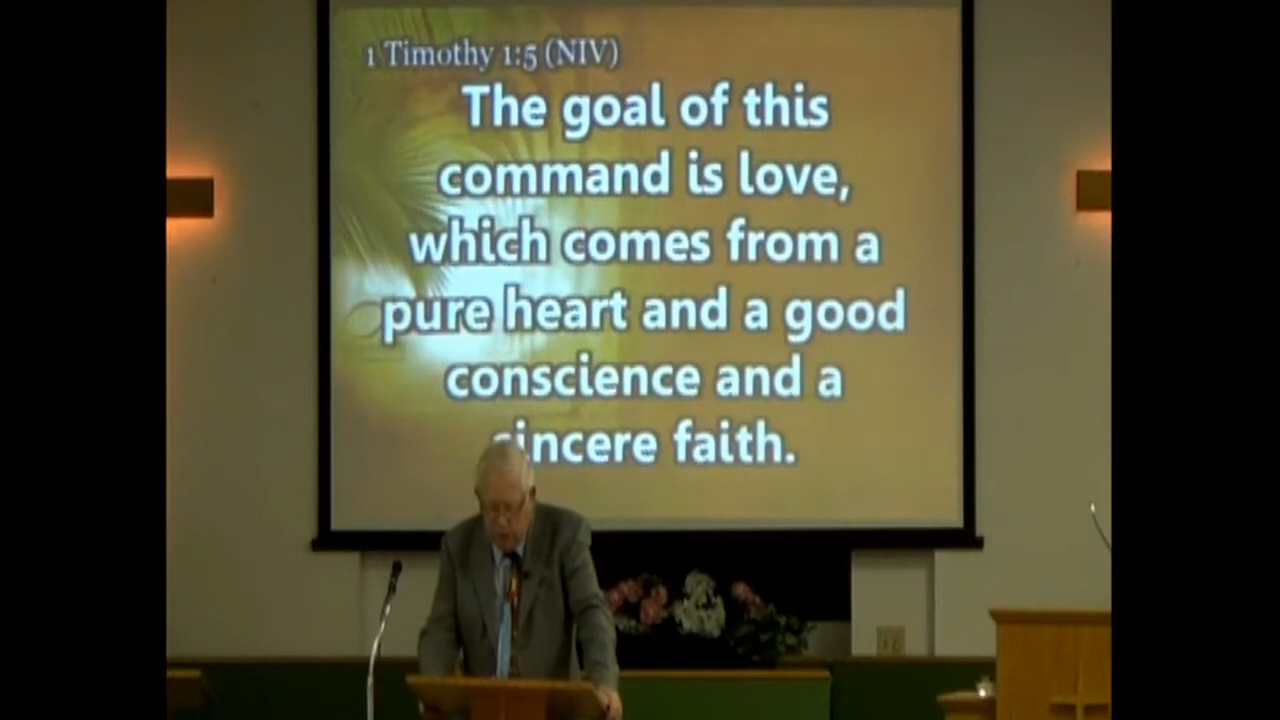 1 Timothy 1:5 (NIV)
The goal of this
command is love,
which comes from a
pure heart and a good
conscience and a
sincere faith.